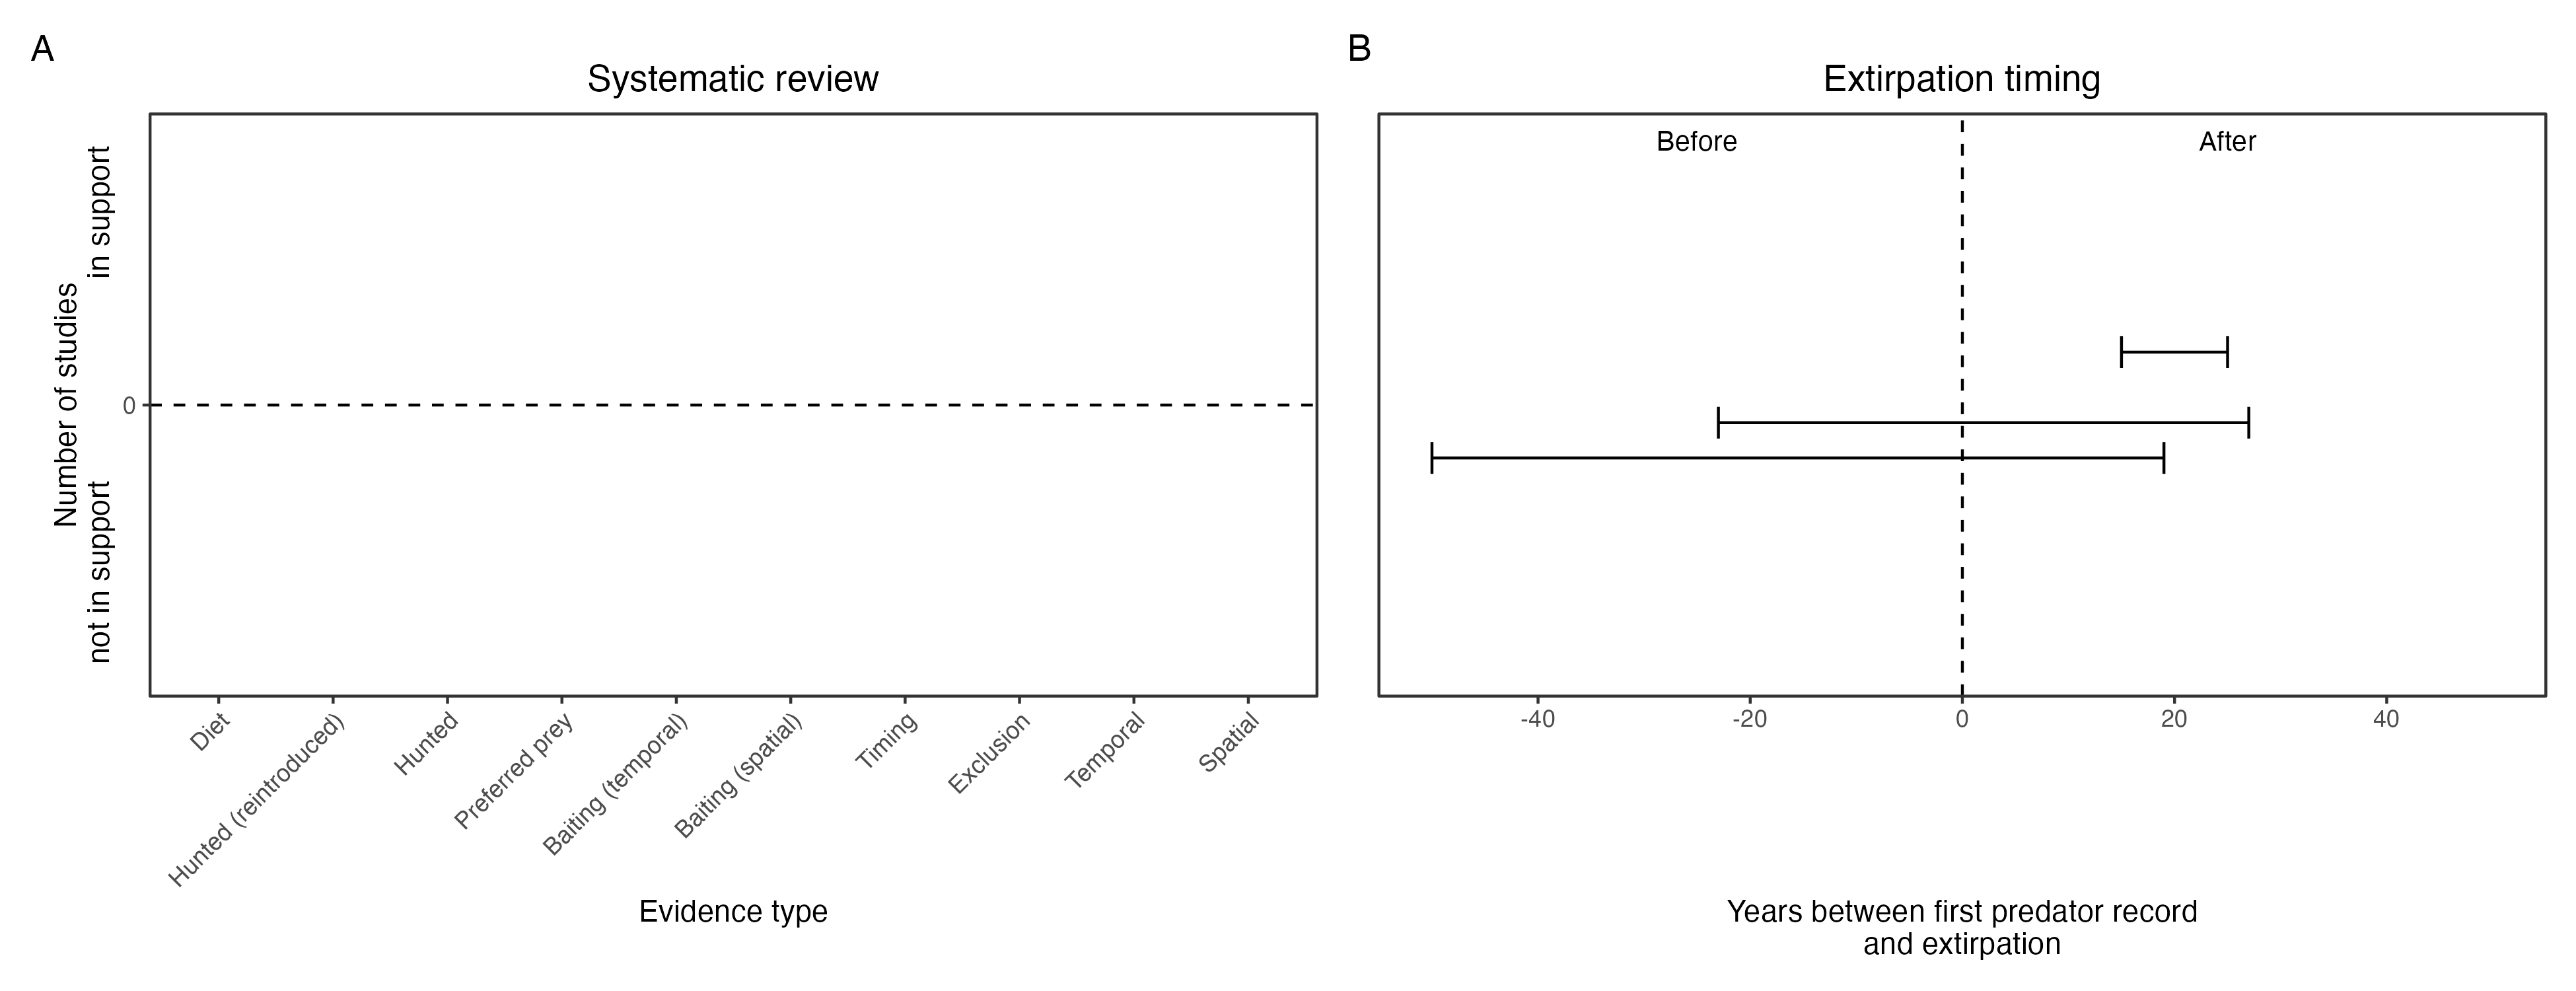 A
Systematic review
Number of studies
in support
not in support
0
Diet
Hunted (reintroduced)
Hunted
Preferred prey
Baiting (temporal)
Baiting (spatial)
Timing
Exclusion
Temporal
Spatial
Evidence type
B
Extirpation timing
Before
After
-40
-20
0
20
40
Years between first predator record
and extirpation